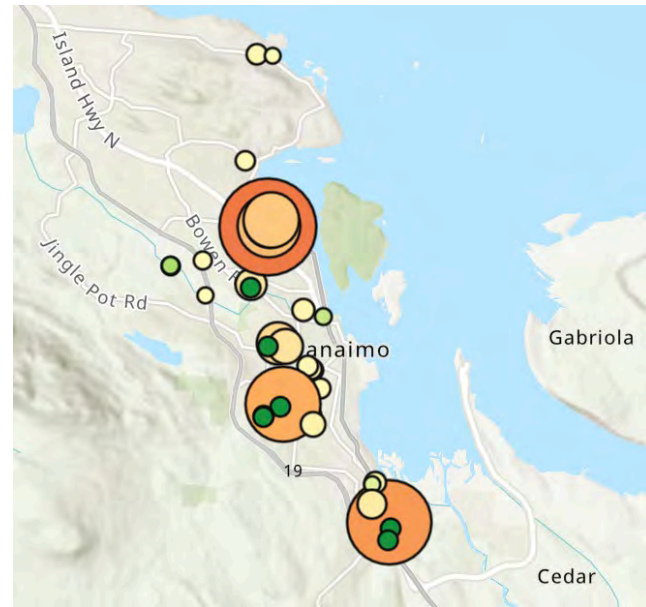 Island Hwy N
Bowen R
Jingle Pot Rd
Gabriola
anaimo
19
Cedar